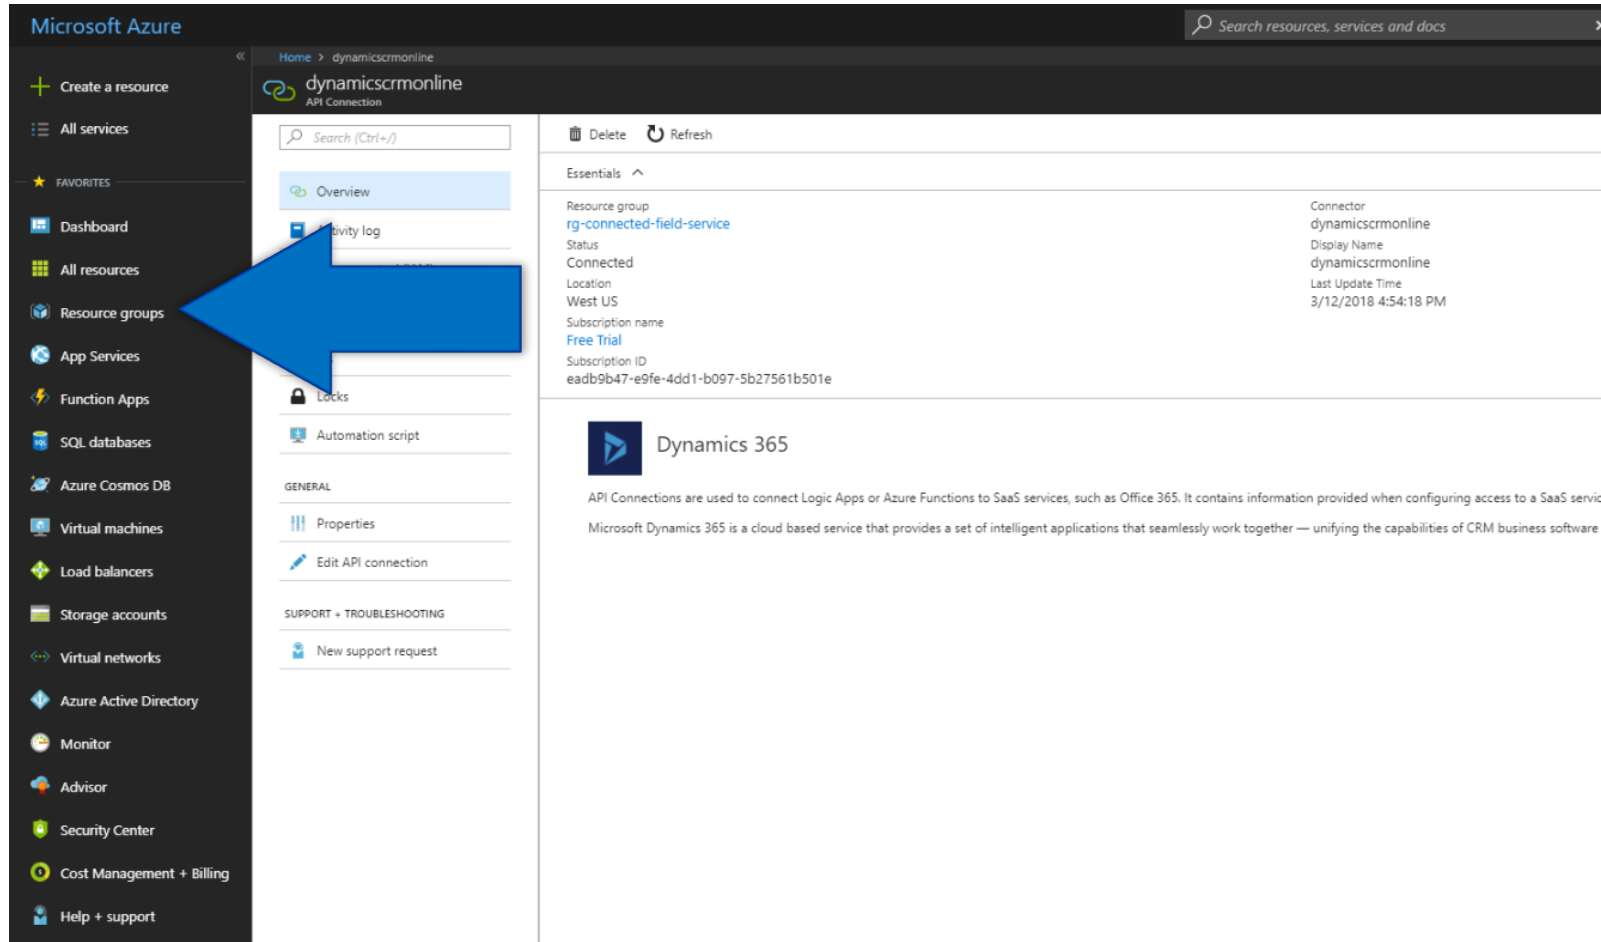 Microsoft Azure
Search resources, services and docs
Home > dynamicscrmonline
dynamicscrmonline
API Connection
Create a resource
All services
FAVORITES
Dashboard
All resources
Resource groups
App Services
Function Apps
SQL databases
Azure Cosmos DB
Virtual machines
Load balancers
Storage accounts
Virtual networks
Azure Active Directory
Monitor
Advisor
Security Center
Cost Management + Billing
Help + support
Search (Ctrl+/)
Overview
log
Locks
Automation script
GENERAL
Properties
Edit API connection
SUPPORT + TROUBLESHOOTING
New support request
Delete
Refresh
Essentials
Resource group
rg-connected-field-service
Status
Connected
Location
West US
Subscription name
Free Trial
Subscription ID
eadb9b47-e9fe-4dd1-b097-5b27561b501e
Connector
dynamicscrmonline
Display Name
dynamicscrmonline
Last Update Time
3/12/2018 4:54:18 PM
Dynamics 365
API Connections are used to connect Logic Apps or Azure Functions to SaaS services, such as Office 365. It contains information provided when configuring access to a SaaS
Microsoft Dynamics 365 is a cloud based service that provides a set of intelligent applications that seamlessly work together — unifying the capabilities of CRM business software